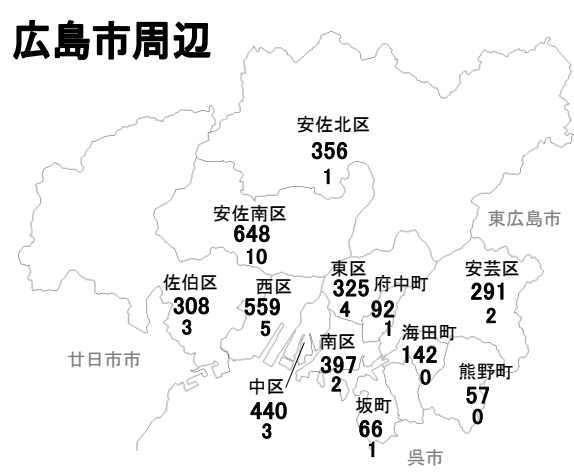 広島市周辺
安佐北区
356
1
安佐南区
648
10
東広島市
佐伯区
308
3
西区
559
5
東区
325
4
府中町
92
1
安芸区
291
2
廿日市市
中区
440
3
南区
397
2
海田町
142
0
熊野町
57
0
坂町
66
1
呉市